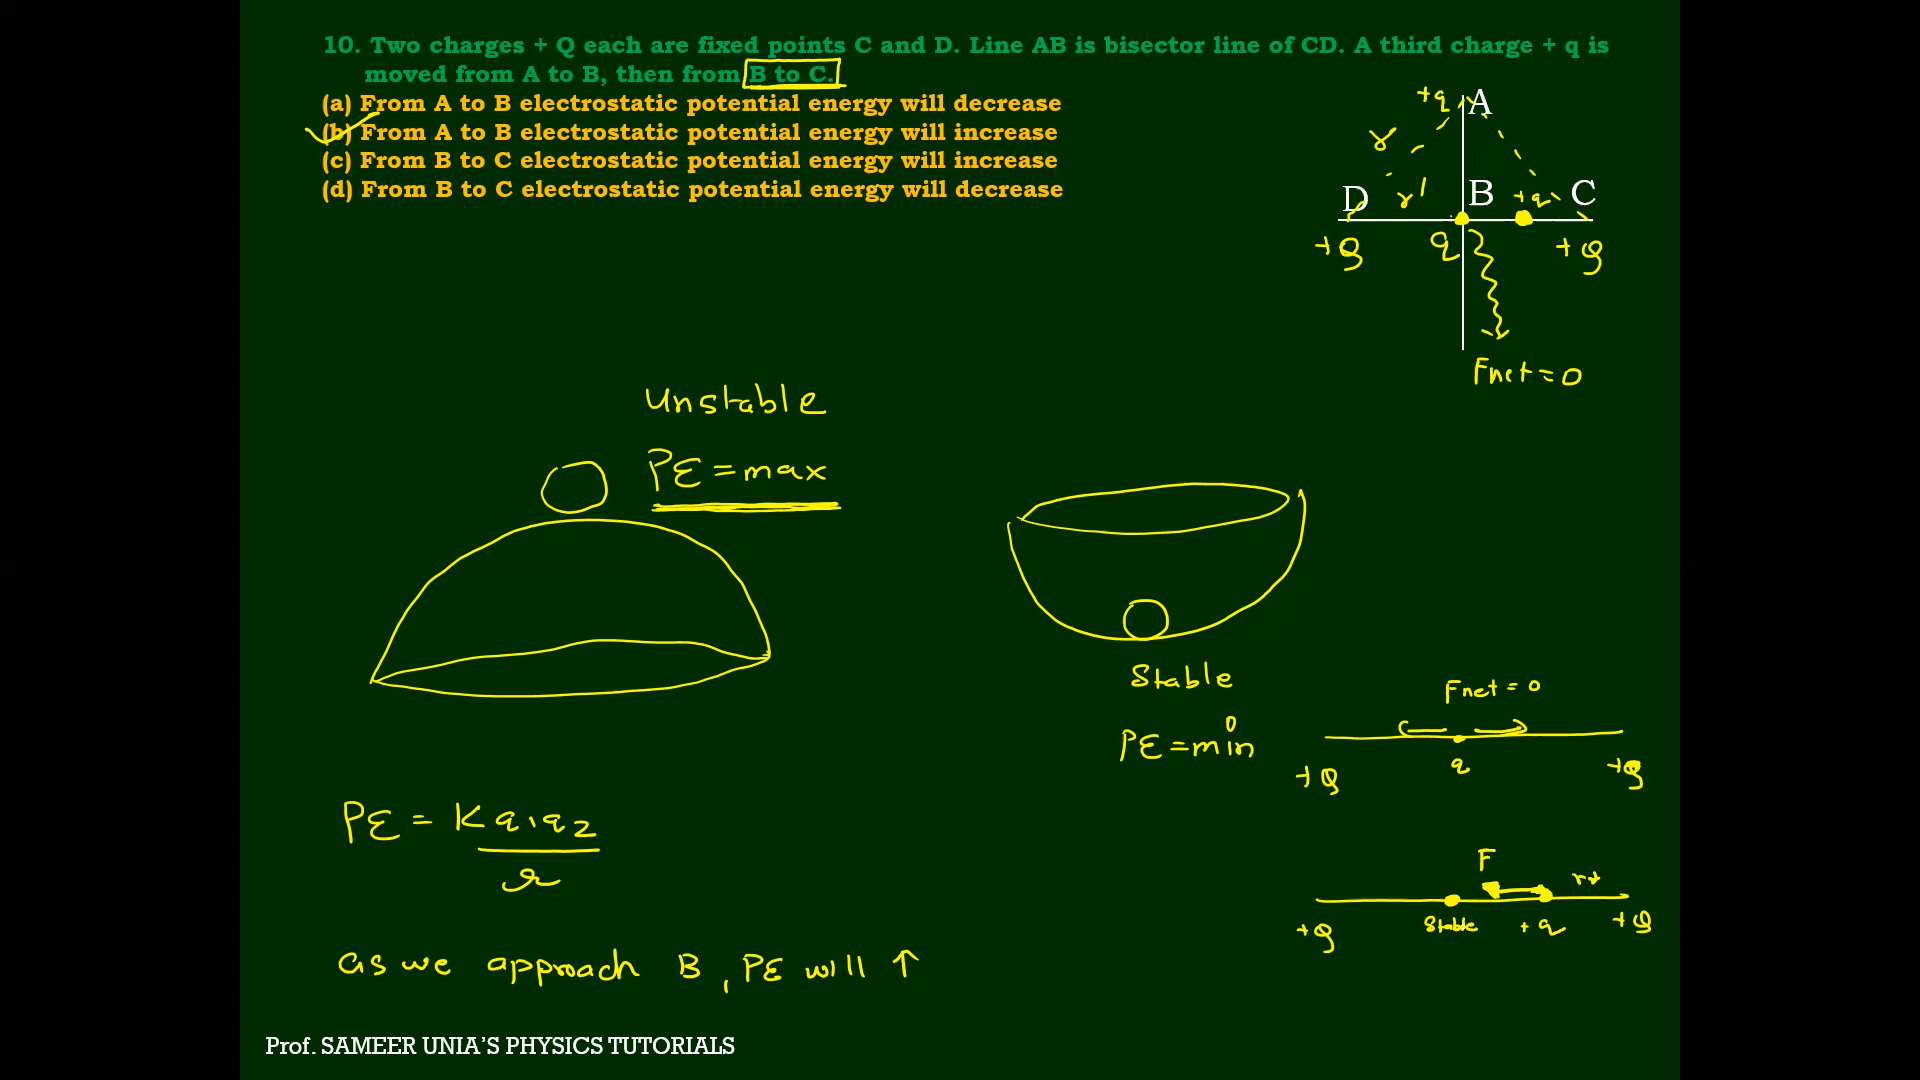 10. Two charges + Q each are fixed points C and D. Line AB is bisector line of CD. A third charge + q is
moved from A to B, then from B to C.
(a) From A to B electrostatic potential energy will decrease
(b) From A to B electrostatic potential energy will increase
(c) From B to C electrostatic potential energy will increase
(d) From B to C electrostatic potential energy will decrease
+q A
r
D r' B +q C
+Q q +Q
Fnet = 0
Unstable
PE = max
Stable
PE = min
Fnet = 0
+Q q +Q
PE = K q1 q2
r
F
r↓
+Q Stable +q +Q
as we approach B, PE will ↑
Prof. SAMEER UNIA'S PHYSICS TUTORIALS